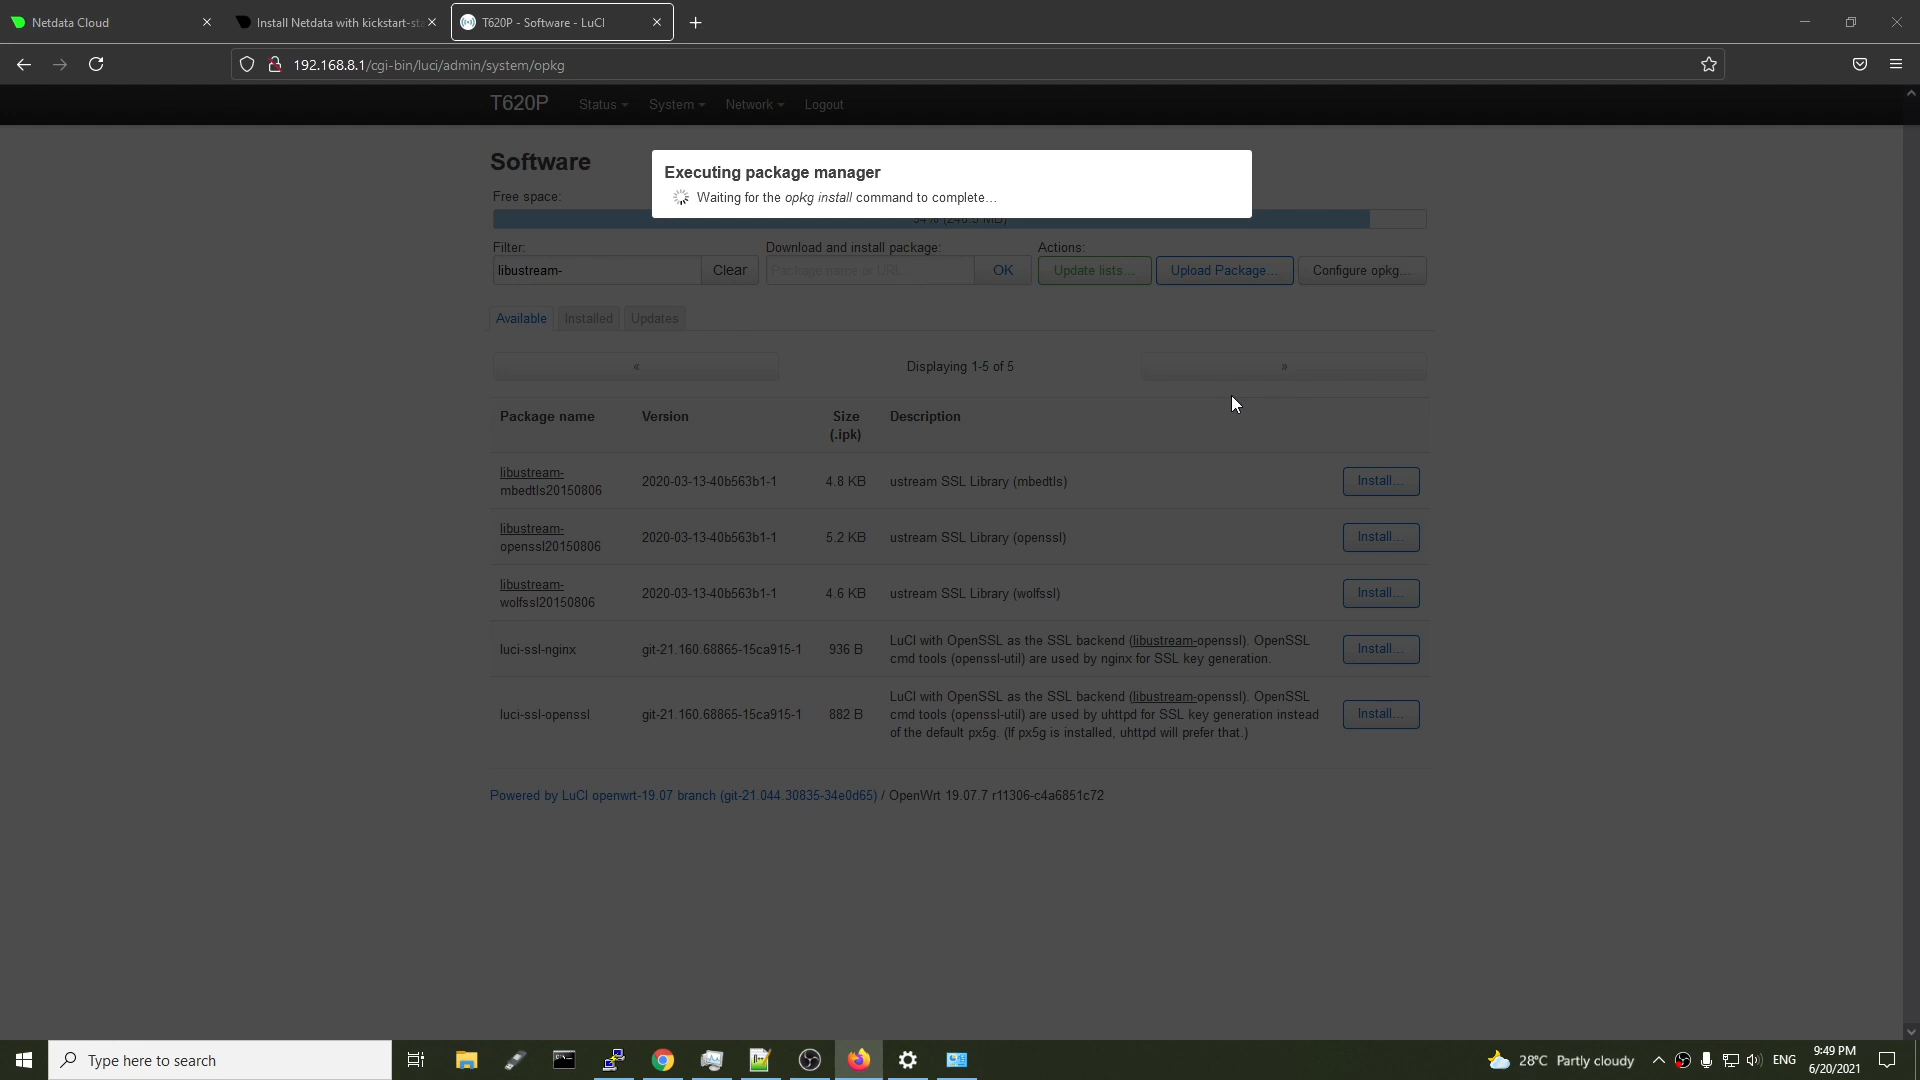 Netdata Cloud
Install Netdata with kickstart-sta
T620P - Software - LuCI
192.168.8.1/cgi-bin/luci/admin/system/opkg
T620P Status System Network Logout
Software
Executing package manager
Waiting for the opkg install command to complete…
Free space:
94% (246.5 MB)
Filter: Download and install package: Actions:
libustream- Clear Package name or URL… OK Update lists… Upload Package… Configure opkg…
Available Installed Updates
« Displaying 1-5 of 5 »
Package name Version Size Description
(.ipk)
libustream-
mbedtls20150806 2020-03-13-40b563b1-1 4.8 KB ustream SSL Library (mbedtls) Install…
libustream-
openssl20150806 2020-03-13-40b563b1-1 5.2 KB ustream SSL Library (openssl) Install…
libustream-
wolfssl20150806 2020-03-13-40b563b1-1 4.6 KB ustream SSL Library (wolfssl) Install…
luci-ssl-nginx git-21.160.68865-15ca915-1 936 B LuCI with OpenSSL as the SSL backend (libustream-openssl). OpenSSL
cmd tools (openssl-util) are used by nginx for SSL key generation. Install…
luci-ssl-openssl git-21.160.68865-15ca915-1 882 B LuCI with OpenSSL as the SSL backend (libustream-openssl). OpenSSL
cmd tools (openssl-util) are used by uhttpd for SSL key generation instead
of the default px5g. (If px5g is installed, uhttpd will prefer that.) Install…
Powered by LuCI openwrt-19.07 branch (git-21.044.30835-34e0d65) / OpenWrt 19.07.7 r11306-c4a6851c72
Type here to search
28°C Partly cloudy
ENG
9:49 PM
6/20/2021